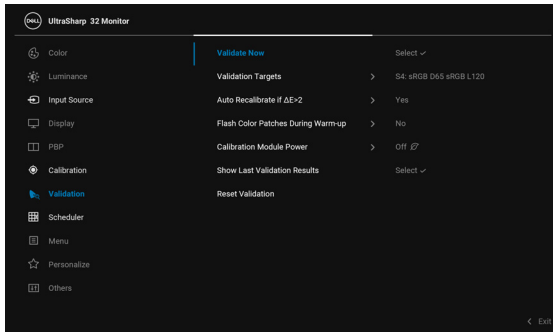 DELL UltraSharp 32 Monitor
Color Validate Now Select ✓
Luminance Validation Targets > S4: sRGB D65 sRGB L120
Input Source Auto Recalibrate if ΔE>2 > Yes
Display Flash Color Patches During Warm-up > No
PBP Calibration Module Power > Off
Calibration Show Last Validation Results Select ✓
Validation Reset Validation
Scheduler
Menu
Personalize
Others
< Exit